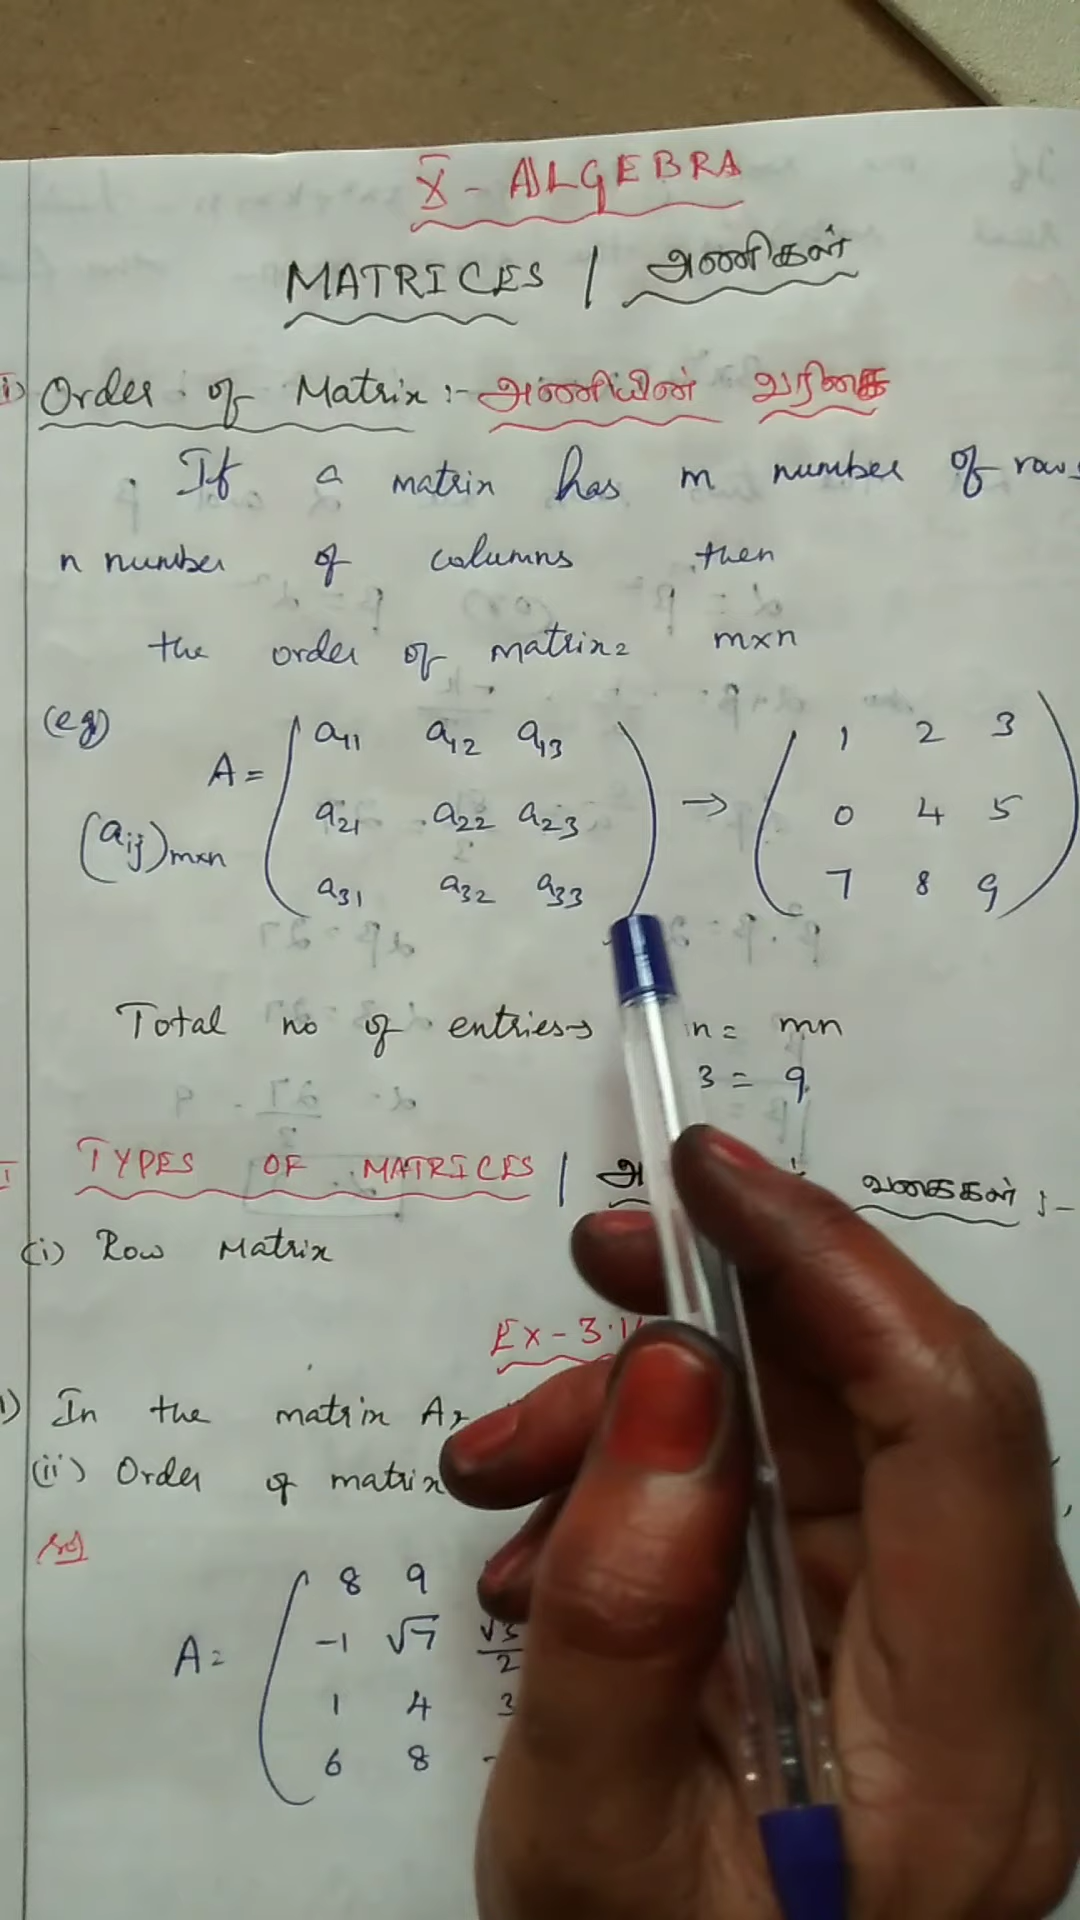 X - ALGEBRA
MATRICES / அணிகள்
i) Order of Matrix :- அணியின் வரிசை
If a matrix has m number of rows
n number of columns then
the order of matrix = m×n
(eg)
A = ( a11 a12 a13 → ( 1 2 3
(aij)m×n a21 a22 a23 0 4 5
a31 a32 a33 ) 7 8 9 )
Total no of entries → n = mn
3 = 9
TYPES OF MATRICES / வகைகள் :-
(i) Row Matrix
Ex - 3.1
1) In the matrix A =
(ii) Order of matrix
sol
A = ( 8 9
-1 √7 √3/2
1 4 3
6 8 -